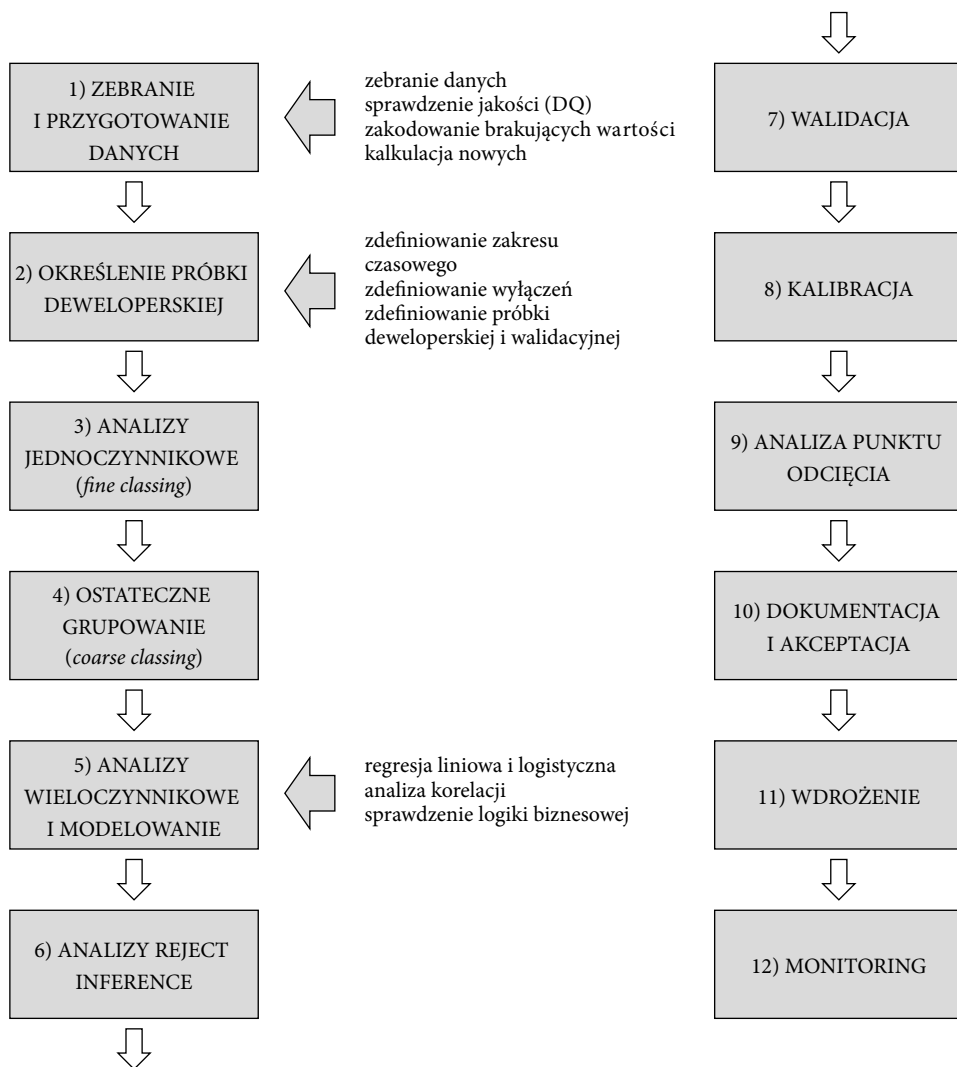 1) ZEBRANIE
I PRZYGOTOWANIE
DANYCH
zebranie danych
sprawdzenie jakości (DQ)
zakodowanie brakujących wartości
kalkulacja nowych
2) OKREŚLENIE PRÓBKI
DEWELOPERSKIEJ
zdefiniowanie zakresu
czasowego
zdefiniowanie wyłączeń
zdefiniowanie próbki
deweloperskiej i walidacyjnej
3) ANALIZY
JEDNOCZYNNIKOWE
(fine classing)
4) OSTATECZNE
GRUPOWANIE
(coarse classing)
5) ANALIZY
WIELOCZYNNIKOWE
I MODELOWANIE
regresja liniowa i logistyczna
analiza korelacji
sprawdzenie logiki biznesowej
6) ANALIZY REJECT
INFERENCE
7) WALIDACJA
8) KALIBRACJA
9) ANALIZA PUNKTU
ODCIĘCIA
10) DOKUMENTACJA
I AKCEPTACJA
11) WDROŻENIE
12) MONITORING